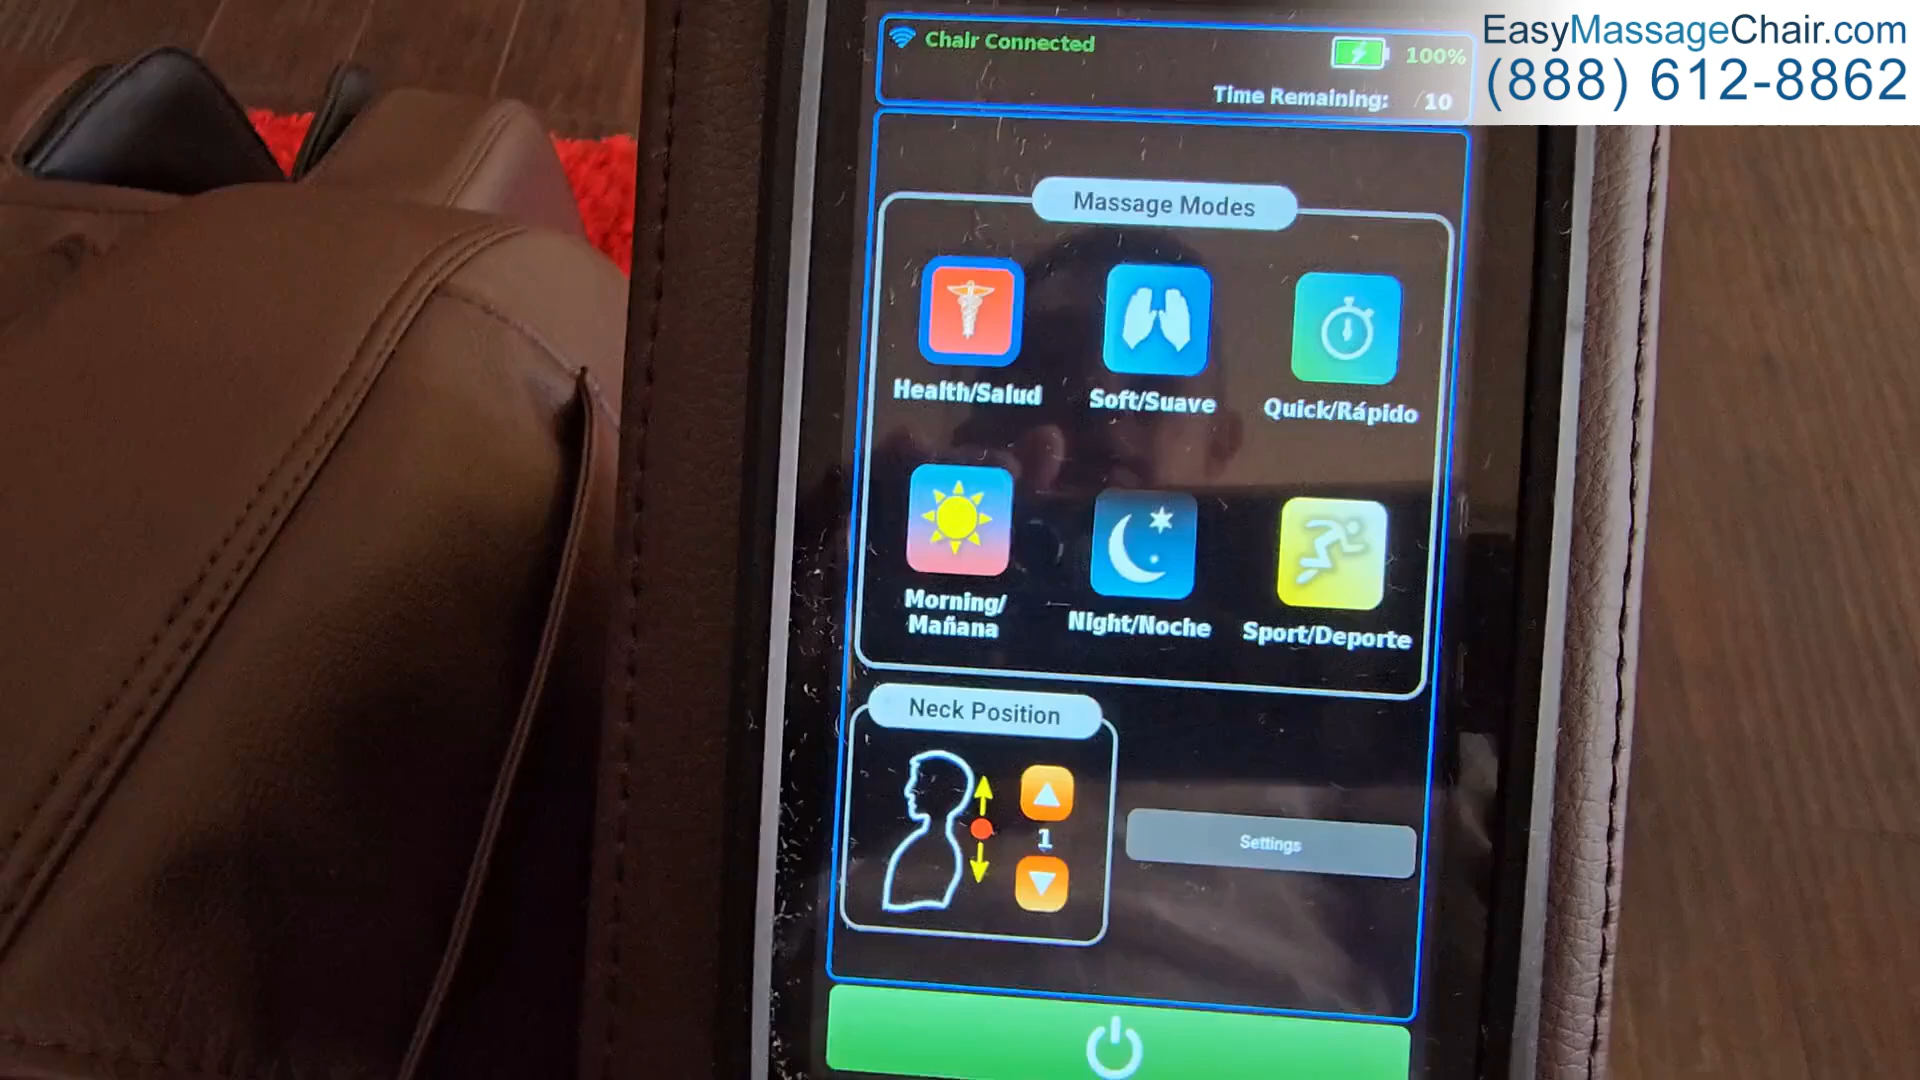 EasyMassageChair.com
(888) 612-8862
Chair Connected
100%
Time Remaining: /10
Massage Modes
Health/Salud
Soft/Suave
Quick/Rápido
Morning/
Mañana
Night/Noche
Sport/Deporte
Neck Position
1
Settings